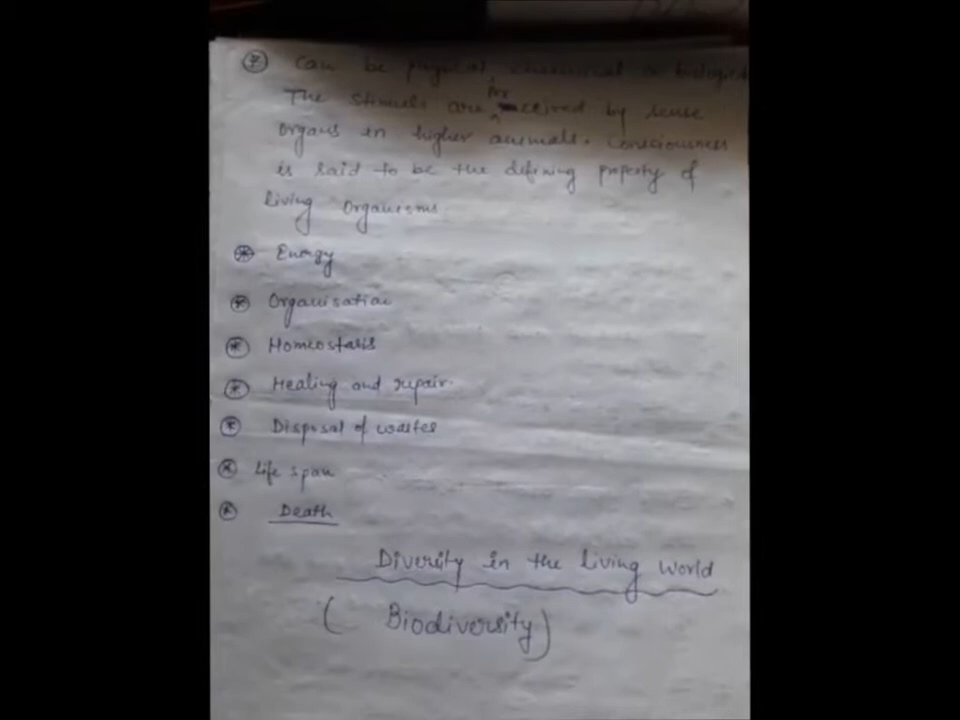 ⑦ Can be physical, chemical or biological
The stimuli are perceived by sense
Organs in higher animals. Consciousness
is said to be the defining property of
living Organisms
Energy
Organisation
Homeostasis
Healing and repair.
Disposal of wastes
Life span
Death
Diversity in the Living World
(Biodiversity)